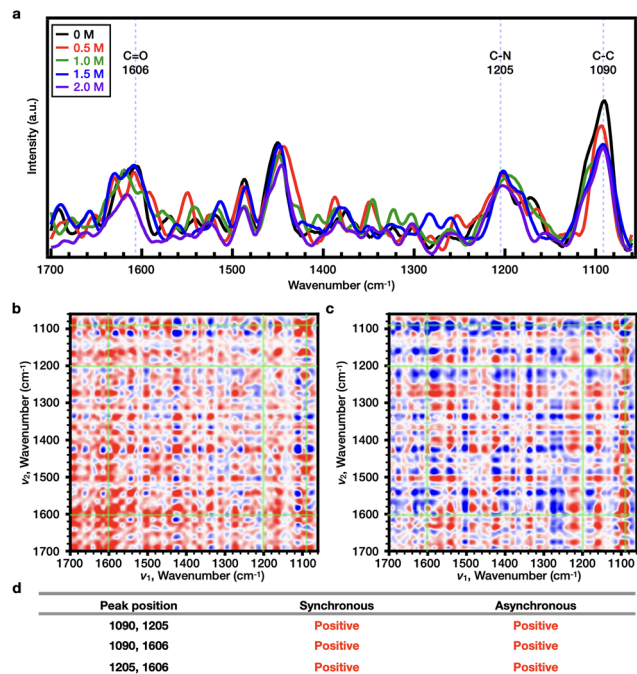 a
0 M
0.5 M
1.0 M
1.5 M
2.0 M
C=O
1606
C-N
1205
C-C
1090
Intensity (a.u.)
1700 1600 1500 1400 1300 1200 1100
Wavenumber (cm⁻¹)
b
1100
1200
1300
1400
1500
1600
1700
ν₂, Wavenumber (cm⁻¹)
1700 1600 1500 1400 1300 1200 1100
ν₁, Wavenumber (cm⁻¹)
c
1100
1200
1300
1400
1500
1600
1700
ν₂, Wavenumber (cm⁻¹)
1700 1600 1500 1400 1300 1200 1100
ν₁, Wavenumber (cm⁻¹)
d
Peak position Synchronous Asynchronous
1090, 1205 Positive Positive
1090, 1606 Positive Positive
1205, 1606 Positive Positive